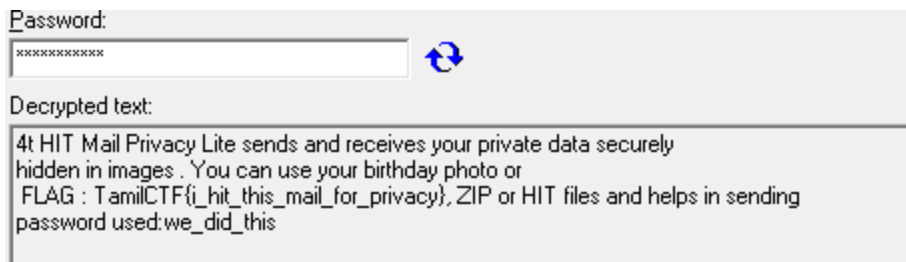 Password:
xxxxxxxxxxx
Decrypted text:
4t HIT Mail Privacy Lite sends and receives your private data securely
hidden in images . You can use your birthday photo or
FLAG : TamilCTF{i_hit_this_mail_for_privacy}, ZIP or HIT files and helps in sending
password used:we_did_this